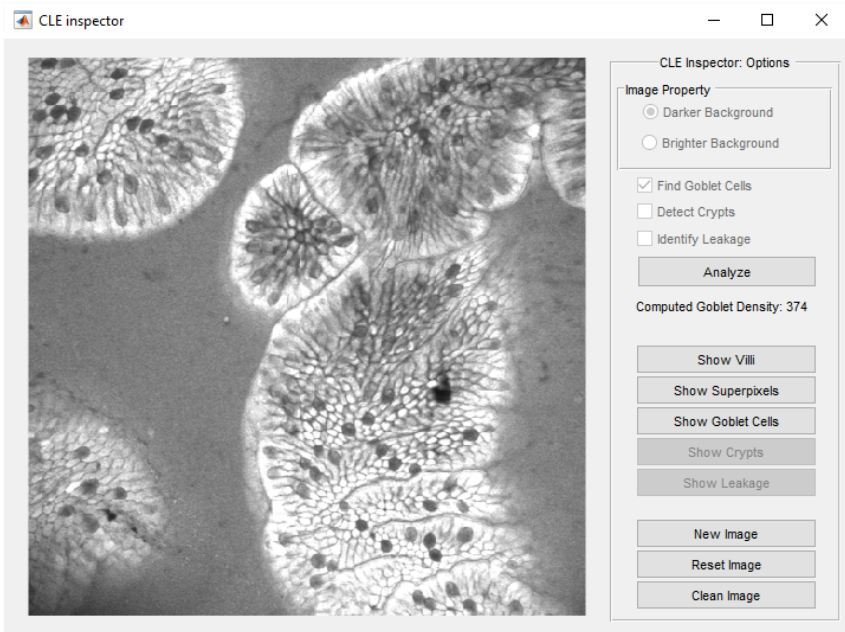 CLE inspector
CLE Inspector: Options
Image Property
Darker Background
Brighter Background
Find Goblet Cells
Detect Crypts
Identify Leakage
Analyze
Computed Goblet Density: 374
Show Villi
Show Superpixels
Show Goblet Cells
Show Crypts
Show Leakage
New Image
Reset Image
Clean Image